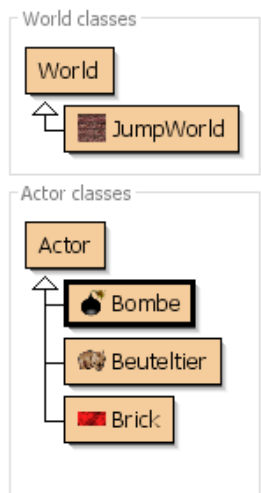 World classes
World
JumpWorld
Actor classes
Actor
Bombe
Beuteltier
Brick